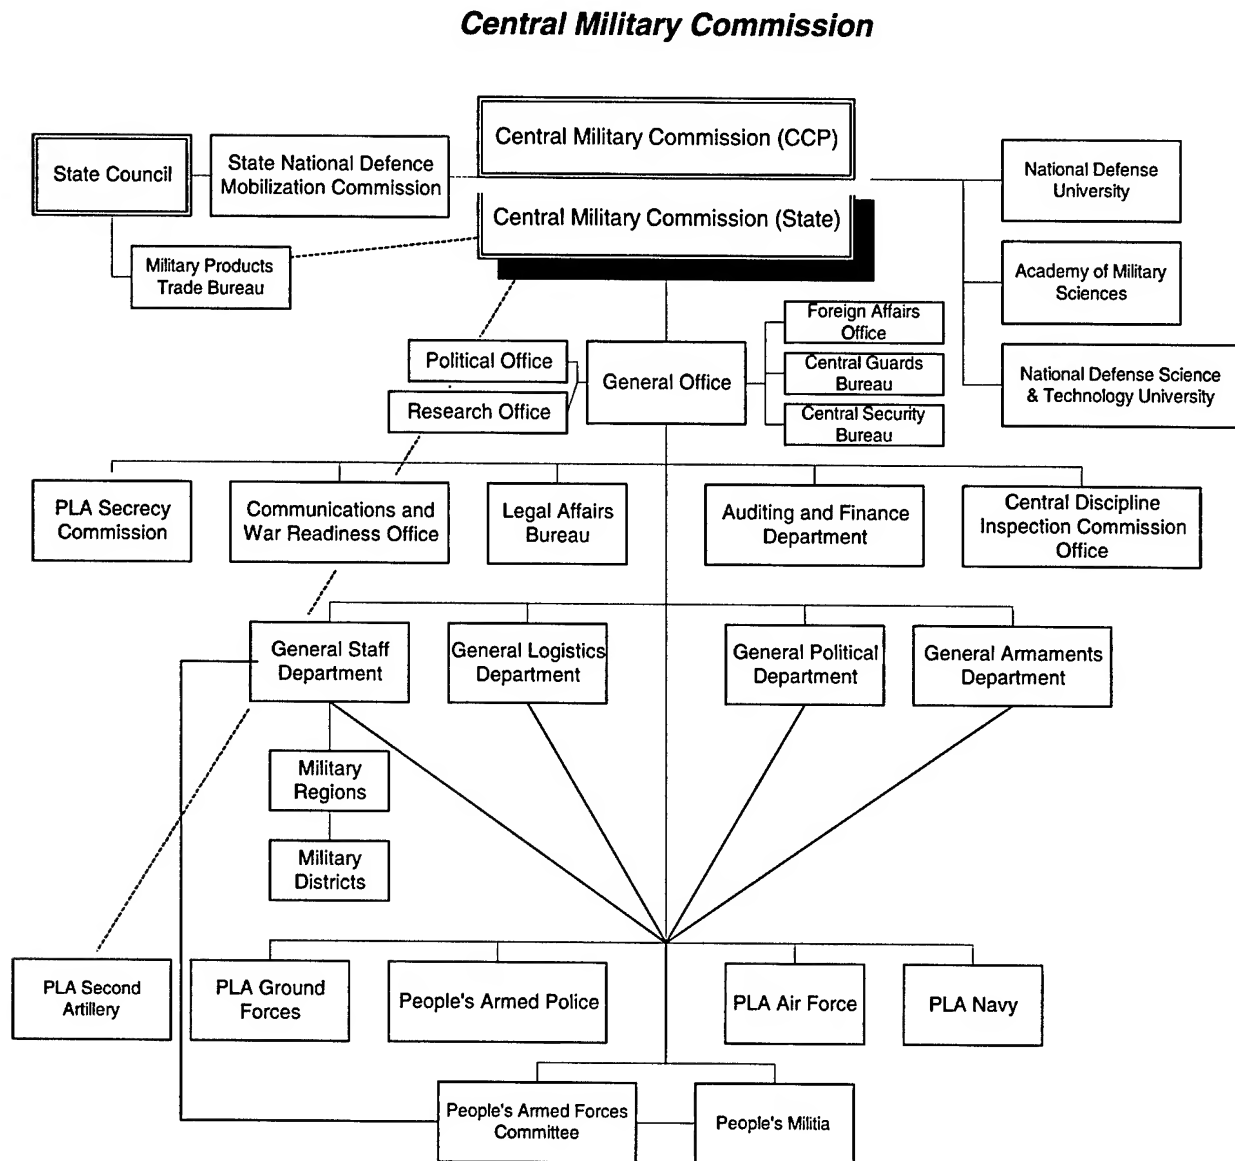 Central Military Commission
Central Military Commission (CCP)
State Council
State National Defence
Mobilization Commission
National Defense
University
Central Military Commission (State)
Military Products
Trade Bureau
Academy of Military
Sciences
Foreign Affairs
Office
Political Office
General Office
Central Guards
Bureau
National Defense Science
& Technology University
Research Office
Central Security
Bureau
PLA Secrecy
Commission
Communications and
War Readiness Office
Legal Affairs
Bureau
Auditing and Finance
Department
Central Discipline
Inspection Commission
Office
General Staff
Department
General Logistics
Department
General Political
Department
General Armaments
Department
Military
Regions
Military
Districts
PLA Second
Artillery
PLA Ground
Forces
People's Armed Police
PLA Air Force
PLA Navy
People's Armed Forces
Committee
People's Militia